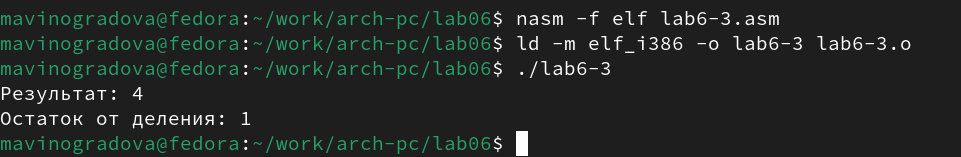 mavinogradova@fedora:~/work/arch-pc/lab06$ nasm -f elf lab6-3.asm
mavinogradova@fedora:~/work/arch-pc/lab06$ ld -m elf_i386 -o lab6-3 lab6-3.o
mavinogradova@fedora:~/work/arch-pc/lab06$ ./lab6-3
Результат: 4
Остаток от деления: 1
mavinogradova@fedora:~/work/arch-pc/lab06$